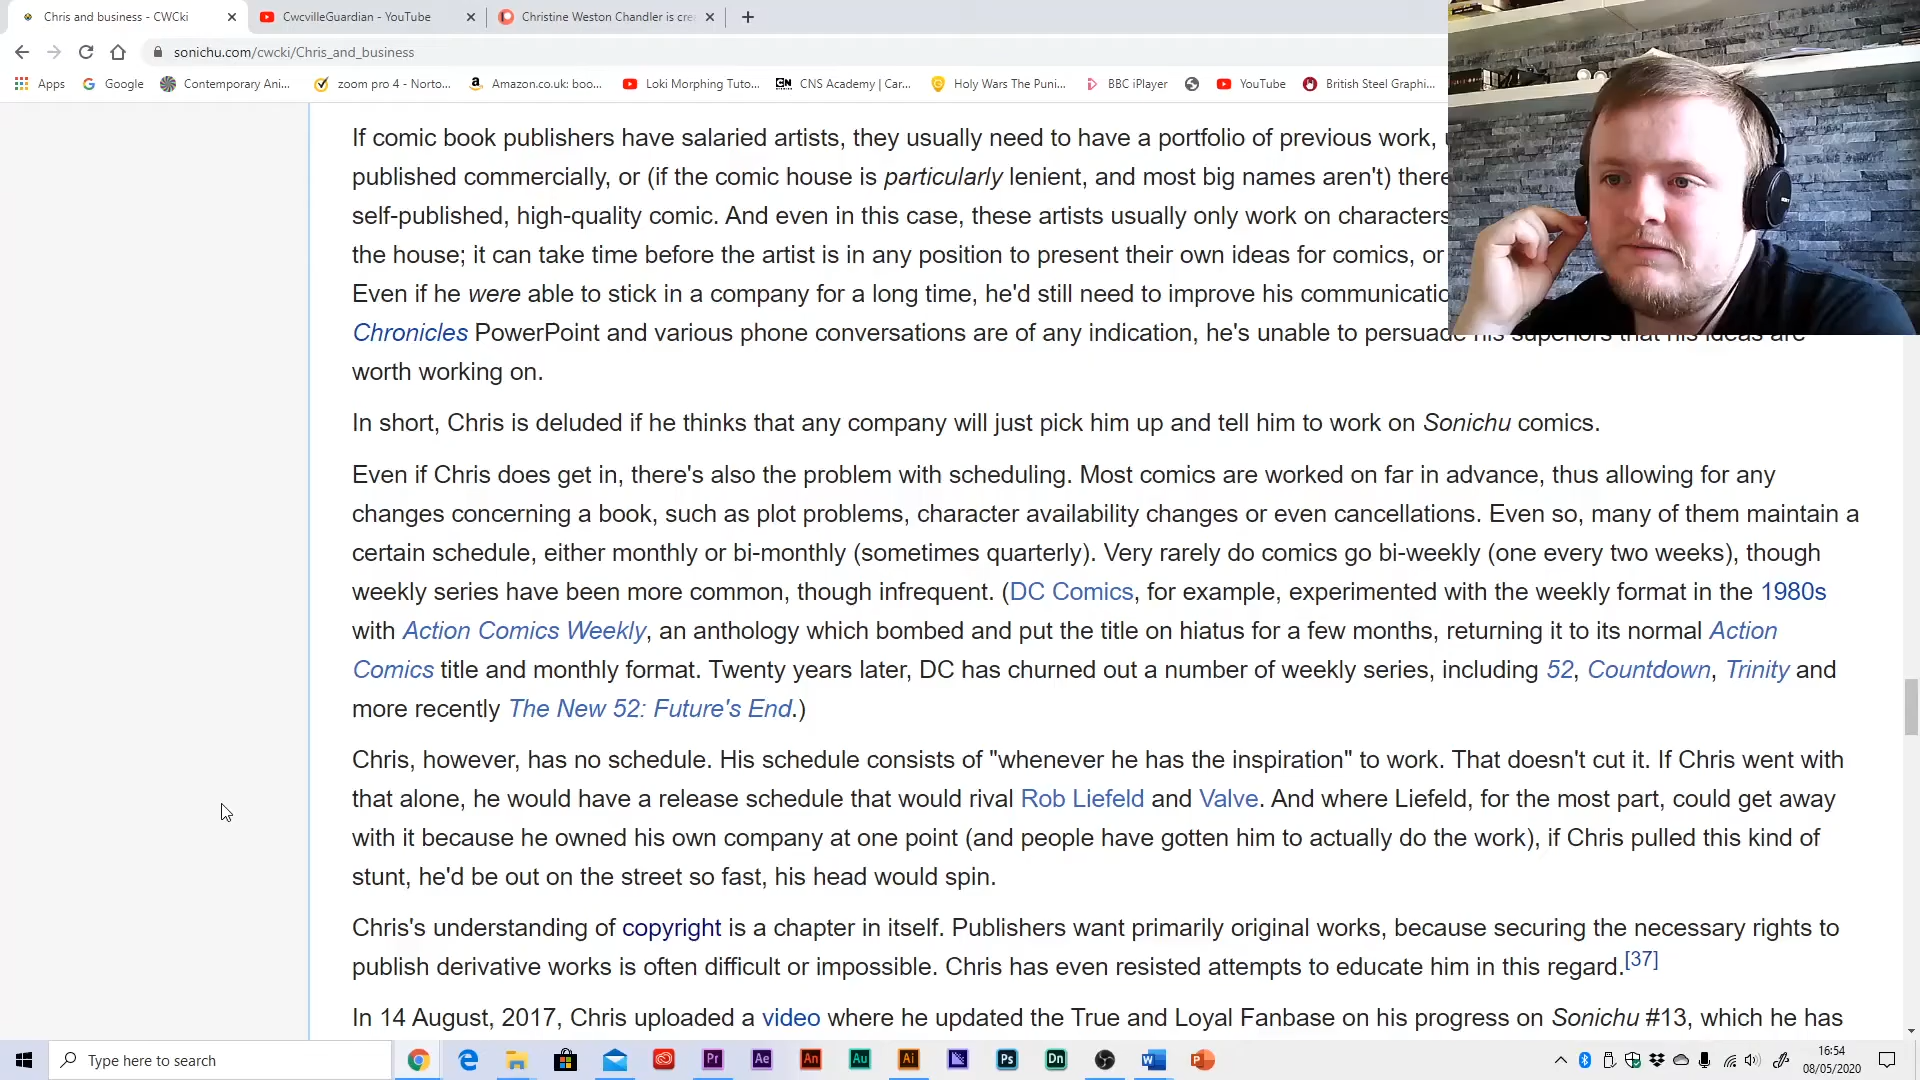 Chris and business - CWCki
CwcvilleGuardian - YouTube
Christine Weston Chandler is cre
sonichu.com/cwcki/Chris_and_business
Apps
Google
Contemporary Ani...
zoom pro 4 - Norto...
Amazon.co.uk: boo...
Loki Morphing Tuto...
CNS Academy | Car...
Holy Wars The Puni...
BBC iPlayer
YouTube
British Steel Graphi...
If comic book publishers have salaried artists, they usually need to have a portfolio of previous work,
published commercially, or (if the comic house is particularly lenient, and most big names aren't) there
self-published, high-quality comic. And even in this case, these artists usually only work on characters
the house; it can take time before the artist is in any position to present their own ideas for comics, or
Even if he were able to stick in a company for a long time, he'd still need to improve his communicatio
Chronicles PowerPoint and various phone conversations are of any indication, he's unable to persuade his superiors that his ideas are
worth working on.
In short, Chris is deluded if he thinks that any company will just pick him up and tell him to work on Sonichu comics.
Even if Chris does get in, there's also the problem with scheduling. Most comics are worked on far in advance, thus allowing for any
changes concerning a book, such as plot problems, character availability changes or even cancellations. Even so, many of them maintain a
certain schedule, either monthly or bi-monthly (sometimes quarterly). Very rarely do comics go bi-weekly (one every two weeks), though
weekly series have been more common, though infrequent. (DC Comics, for example, experimented with the weekly format in the 1980s
with Action Comics Weekly, an anthology which bombed and put the title on hiatus for a few months, returning it to its normal Action
Comics title and monthly format. Twenty years later, DC has churned out a number of weekly series, including 52, Countdown, Trinity and
more recently The New 52: Future's End.)
Chris, however, has no schedule. His schedule consists of "whenever he has the inspiration" to work. That doesn't cut it. If Chris went with
that alone, he would have a release schedule that would rival Rob Liefeld and Valve. And where Liefeld, for the most part, could get away
with it because he owned his own company at one point (and people have gotten him to actually do the work), if Chris pulled this kind of
stunt, he'd be out on the street so fast, his head would spin.
Chris's understanding of copyright is a chapter in itself. Publishers want primarily original works, because securing the necessary rights to
publish derivative works is often difficult or impossible. Chris has even resisted attempts to educate him in this regard.[37]
In 14 August, 2017, Chris uploaded a video where he updated the True and Loyal Fanbase on his progress on Sonichu #13, which he has
Type here to search
Pr
Ae
An
Au
Ai
Ps
Dn
16:54
08/05/2020